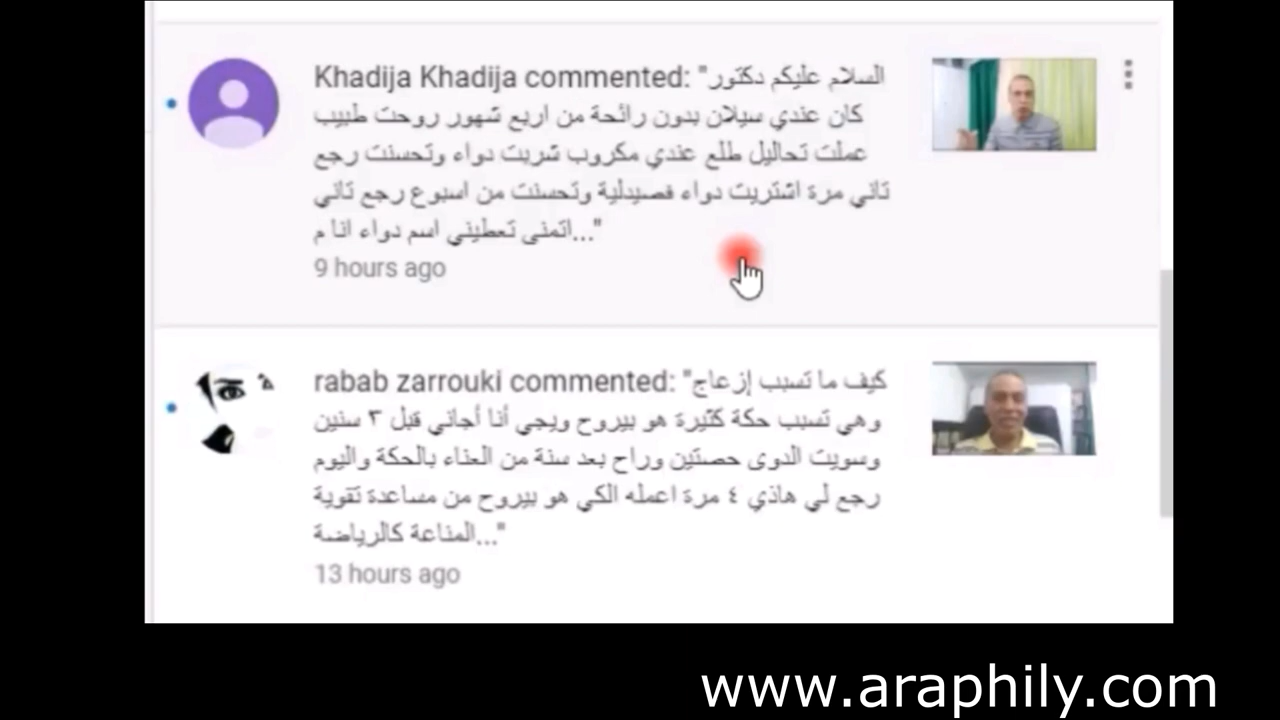 Khadija Khadija commented: "السلام عليكم دكتور
كان عندي سيلان بدون رائحة من اربع شهور روحت طبيب
عملت تحاليل طلع عندي مكروب شربت دواء وتحسنت رجع
تاني مرة اشتريت دواء فصيدلية وتحسنت من اسبوع رجع تاني
اتمنى تعطيني اسم دواء انا م..."
9 hours ago
rabab zarrouki commented: "كيف ما تسبب إزعاج
وهي تسبب حكة كثيرة هو بيروح ويجي أنا أجاني قبل ٣ سنين
وسويت الدوى حصتين وراح بعد سنة من العناء بالحكة واليوم
رجع لي هاذي ٤ مرة اعمله الكي هو بيروح من مساعدة تقوية
المناعة كالرياضة..."
13 hours ago
www.araphily.com